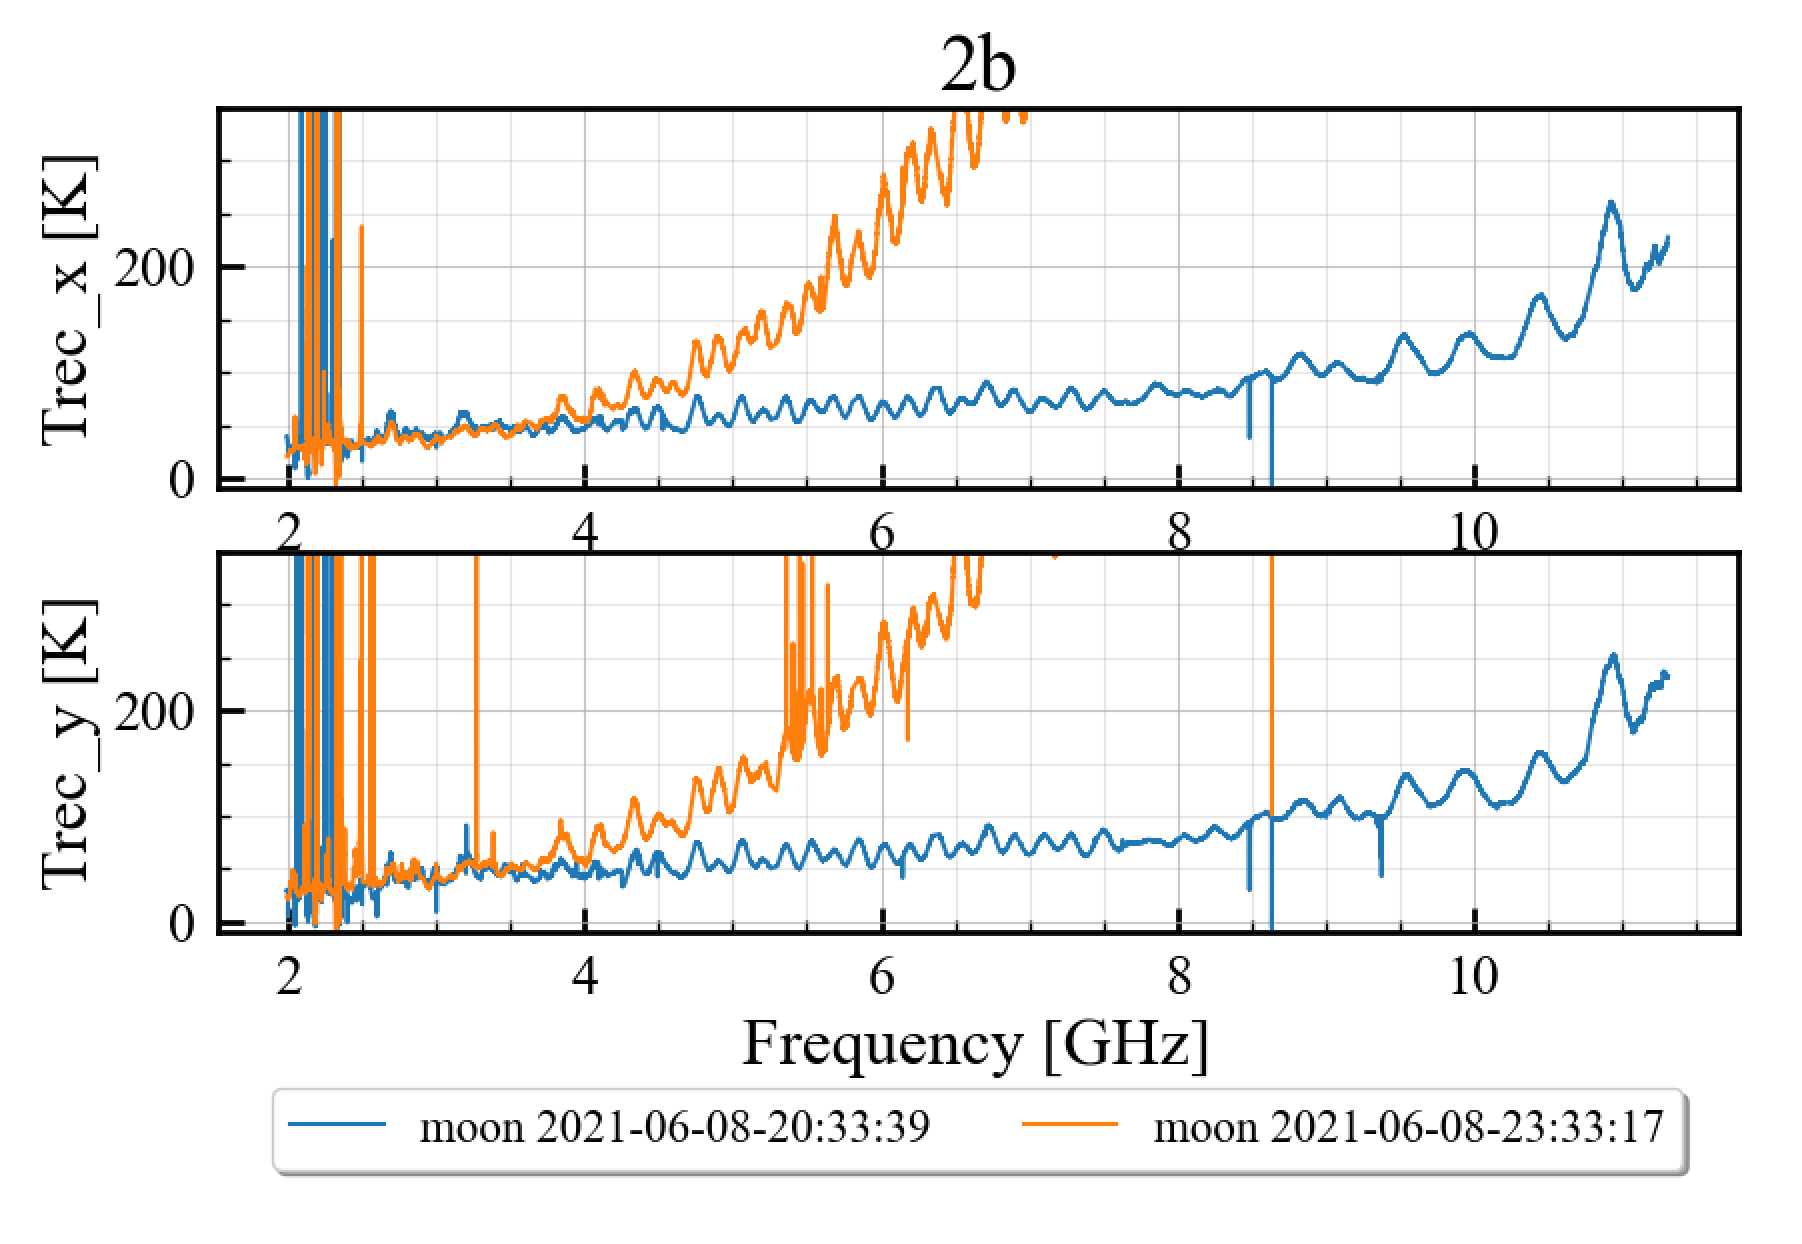 2b
Trec_x [K]
200
0
2 4 6 8 10
Trec_y [K]
200
0
2 4 6 8 10
Frequency [GHz]
moon 2021-06-08-20:33:39 moon 2021-06-08-23:33:17